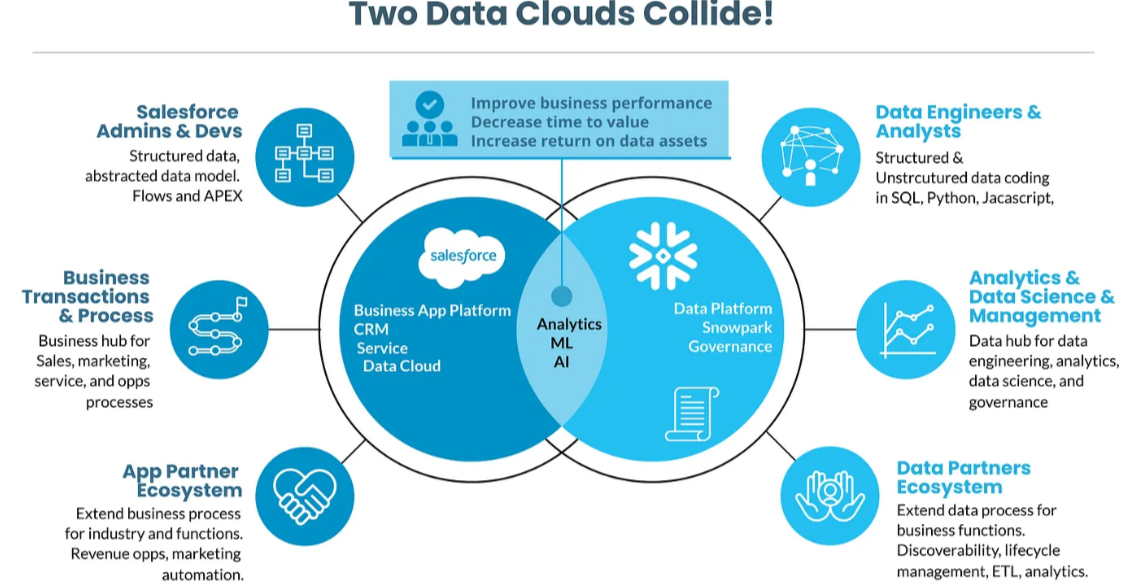 Two Data Clouds Collide!
Improve business performance
Decrease time to value
Increase return on data assets
Salesforce
Admins & Devs
Structured data,
abstracted data model.
Flows and APEX
Business
Transactions
& Process
Business hub for
Sales, marketing,
service, and opps
processes
App Partner
Ecosystem
Extend business process
for industry and functions.
Revenue opps, marketing
automation.
salesforce
Business App Platform
CRM
Service
Data Cloud
Analytics
ML
AI
Data Platform
Snowpark
Governance
Data Engineers &
Analysts
Structured &
Unstrcutured data coding
in SQL, Python, Jacascript,
Analytics &
Data Science &
Management
Data hub for data
engineering, analytics,
data science, and
governance
Data Partners
Ecosystem
Extend data process for
business functions.
Discoverability, lifecycle
management, ETL, analytics.